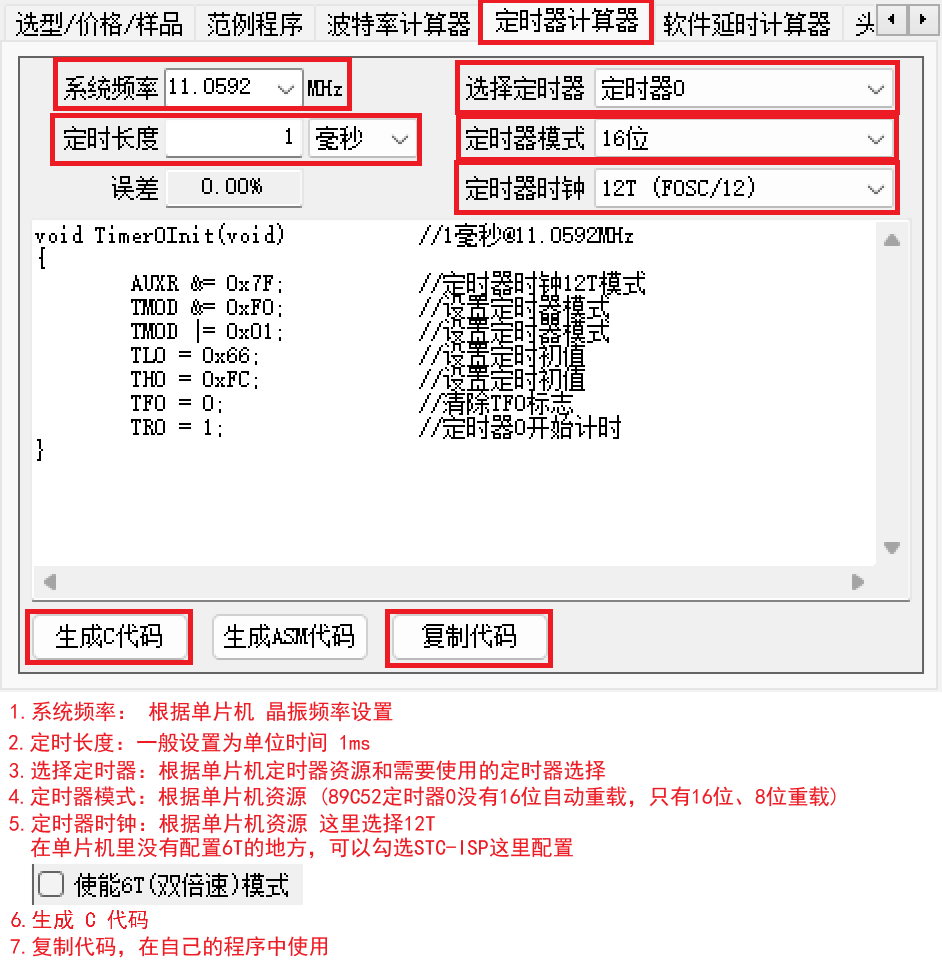 选型/价格/样品 范例程序 波特率计算器 定时器计算器 软件延时计算器 头
系统频率 11.0592 MHz 选择定时器 定时器0
定时长度 1 毫秒 定时器模式 16位
误差 0.00% 定时器时钟 12T (FOSC/12)
void Timer0Init(void) //1毫秒@11.0592MHz
{
AUXR &= 0x7F; //定时器时钟12T模式
TMOD &= 0xF0; //设置定时器模式
TMOD |= 0x01; //设置定时器模式
TL0 = 0x66; //设置定时初值
TH0 = 0xFC; //设置定时初值
TF0 = 0; //清除TF0标志
TR0 = 1; //定时器0开始计时
}
生成C代码 生成ASM代码 复制代码
1.系统频率： 根据单片机 晶振频率设置
2.定时长度：一般设置为单位时间 1ms
3.选择定时器：根据单片机定时器资源和需要使用的定时器选择
4.定时器模式：根据单片机资源 (89C52定时器0没有16位自动重载，只有16位、8位重载)
5.定时器时钟：根据单片机资源 这里选择12T
在单片机里没有配置6T的地方，可以勾选STC-ISP这里配置
使能6T(双倍速)模式
6.生成 C 代码
7.复制代码，在自己的程序中使用